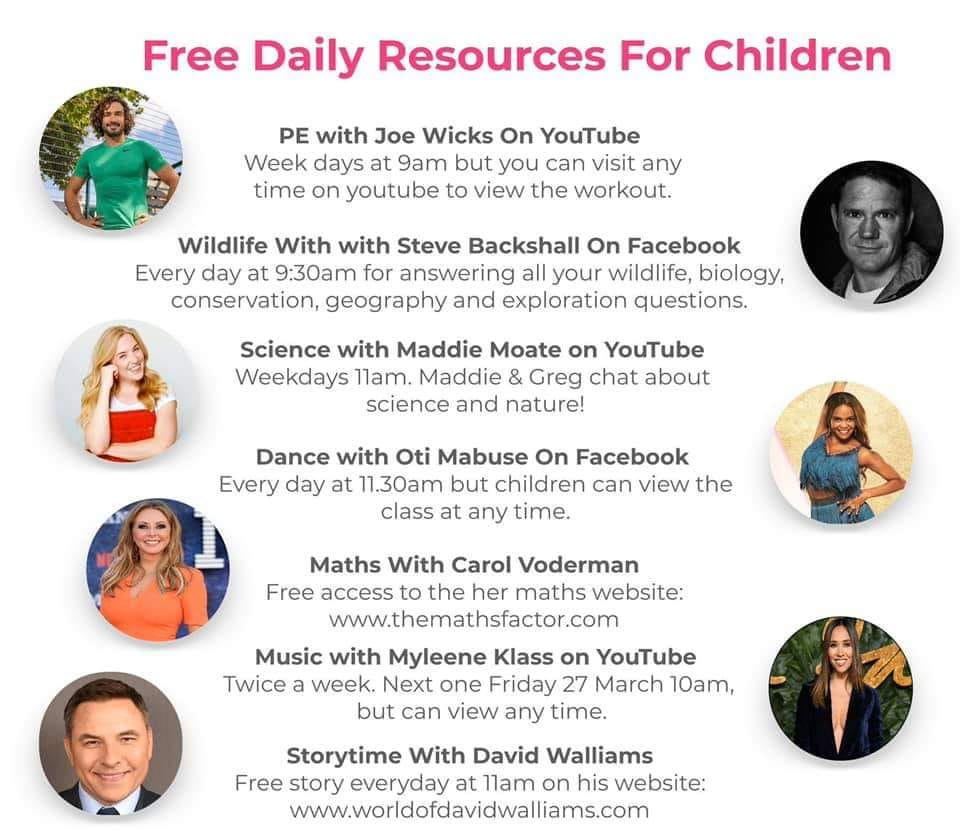 Free Daily Resources For Children
PE with Joe Wicks On YouTube
Week days at 9am but you can visit any
time on youtube to view the workout.
Wildlife With with Steve Backshall On Facebook
Every day at 9:30am for answering all your wildlife, biology,
conservation, geography and exploration questions.
Science with Maddie Moate on YouTube
Weekdays 11am. Maddie & Greg chat about
science and nature!
Dance with Oti Mabuse On Facebook
Every day at 11.30am but children can view the
class at any time.
Maths With Carol Voderman
Free access to the her maths website:
www.themathsfactor.com
Music with Myleene Klass on YouTube
Twice a week. Next one Friday 27 March 10am,
but can view any time.
Storytime With David Walliams
Free story everyday at 11am on his website:
www.worldofdavidwalliams.com